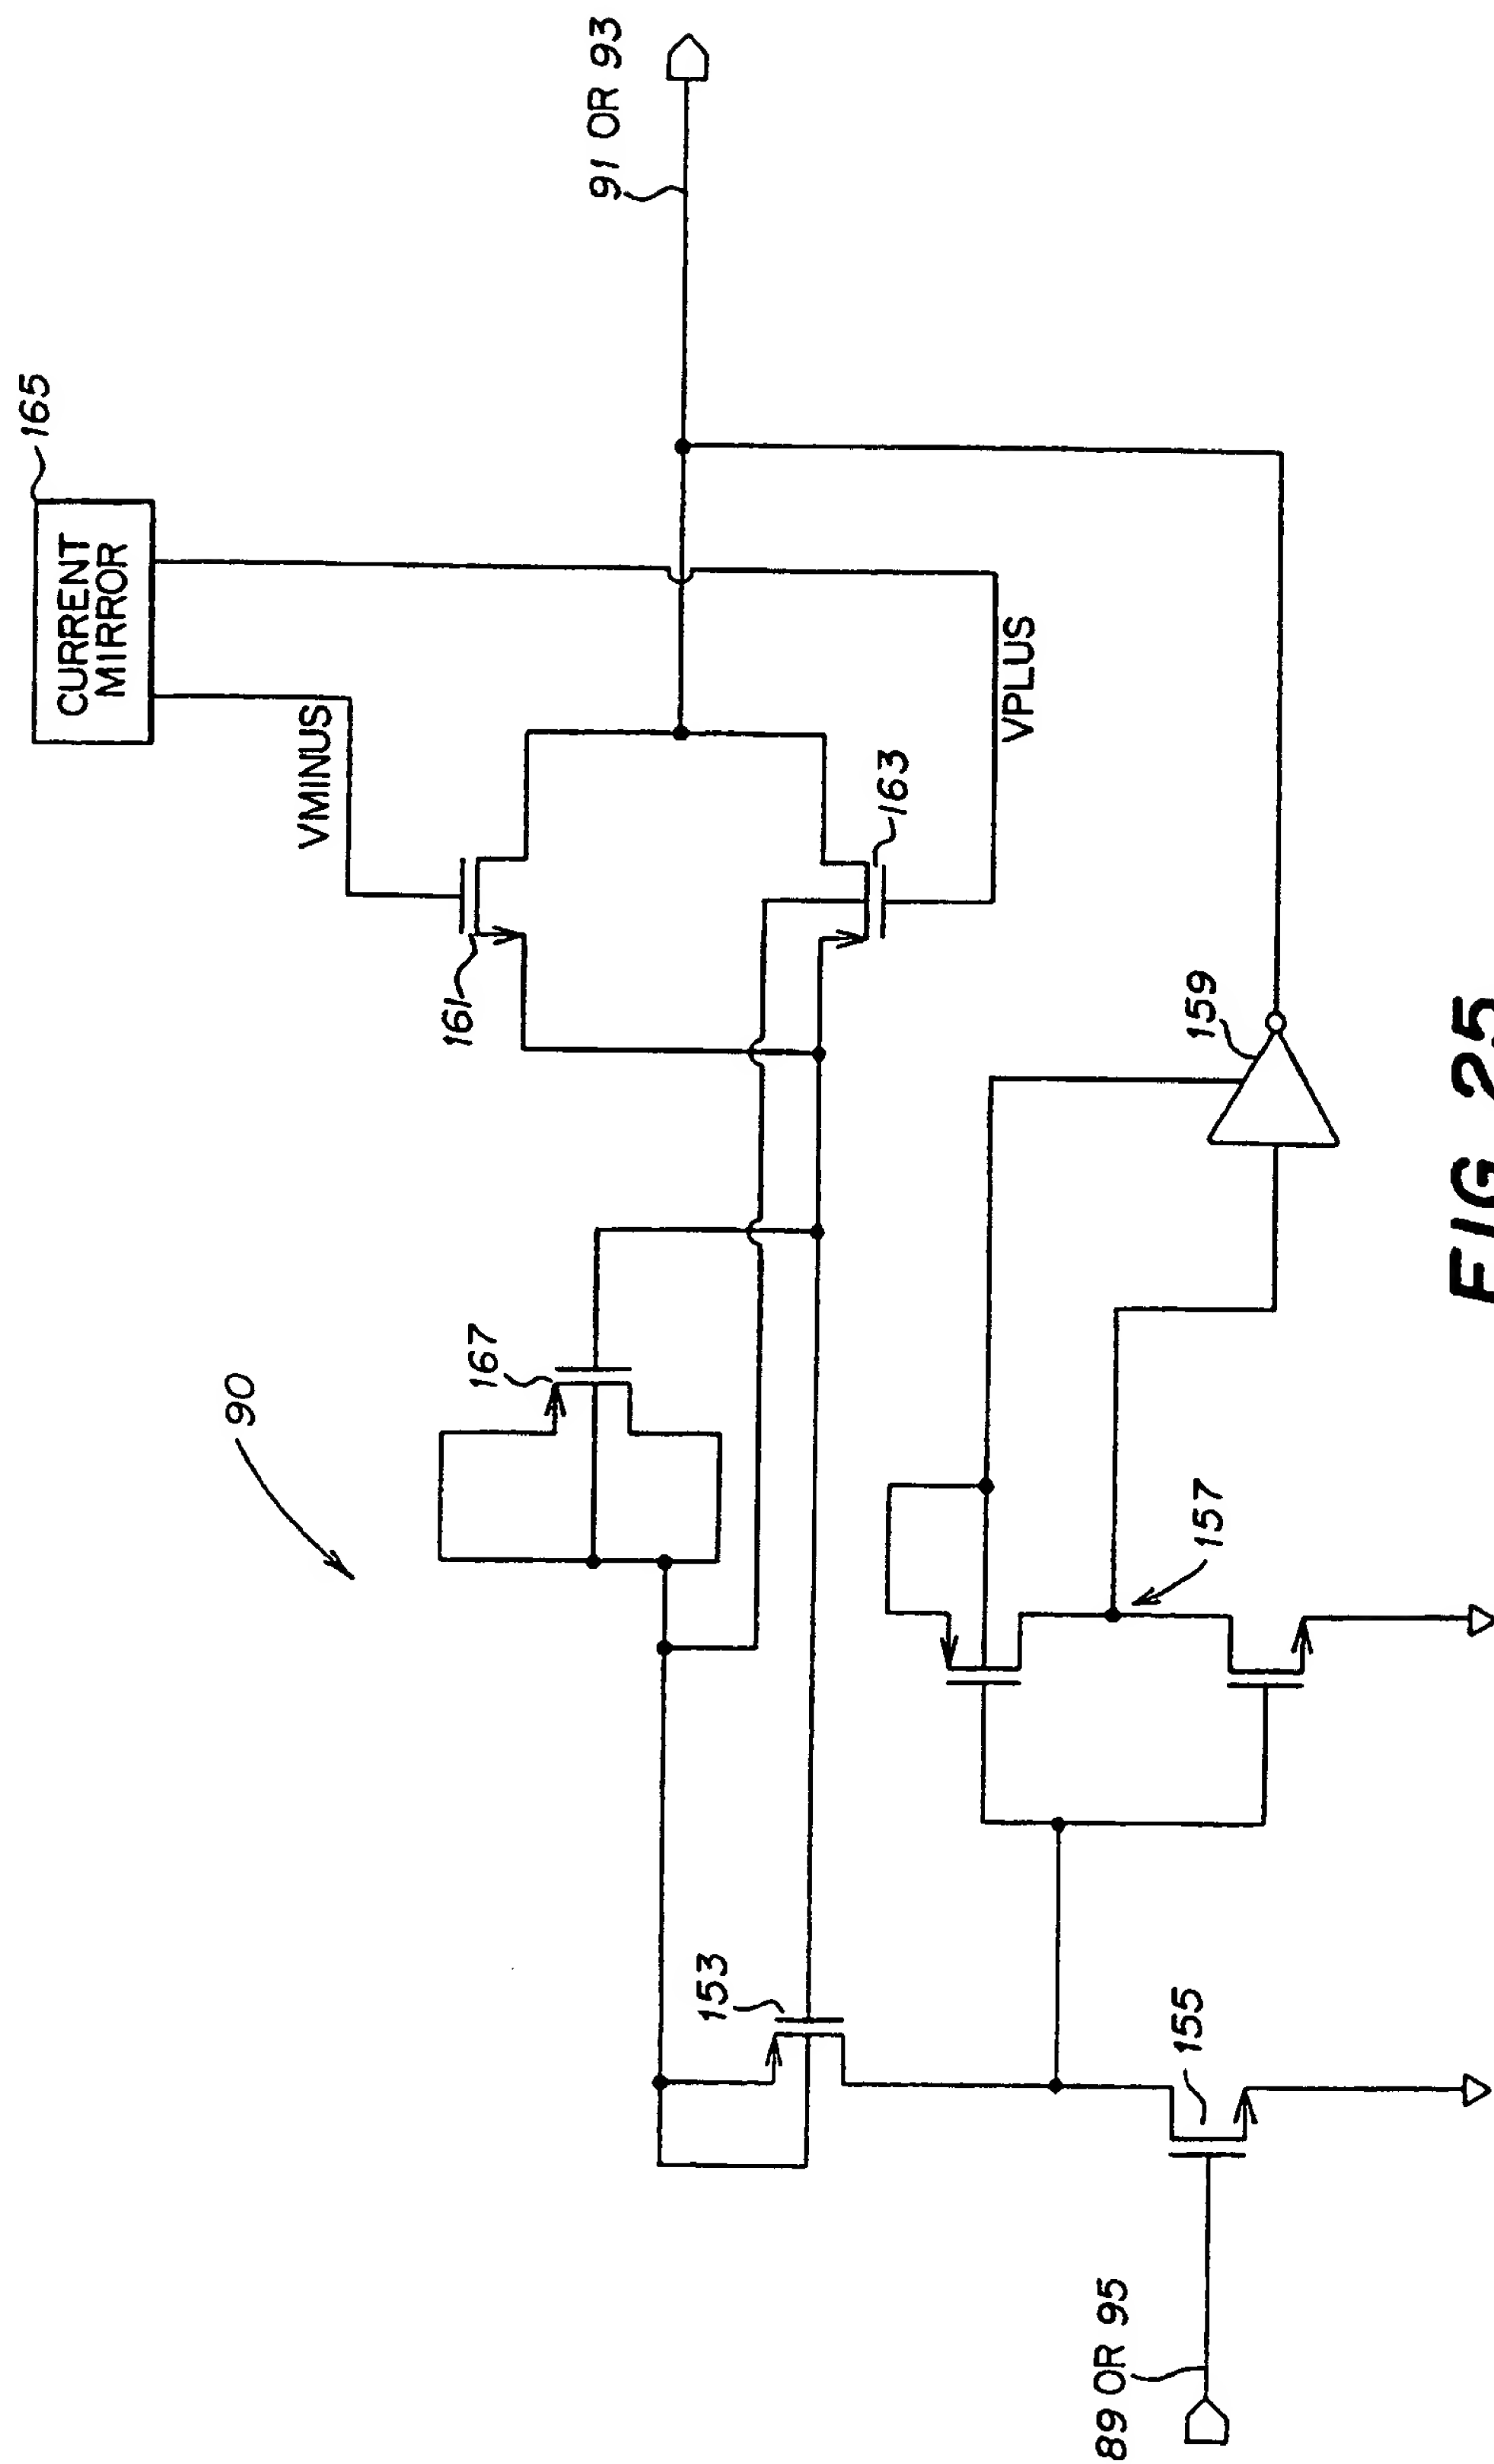 165
CURRENT
MIRROR
91 OR 93
VMINUS
161
163
VPLUS
90
167
159
153
157
155
89 OR 95
FIG. 25